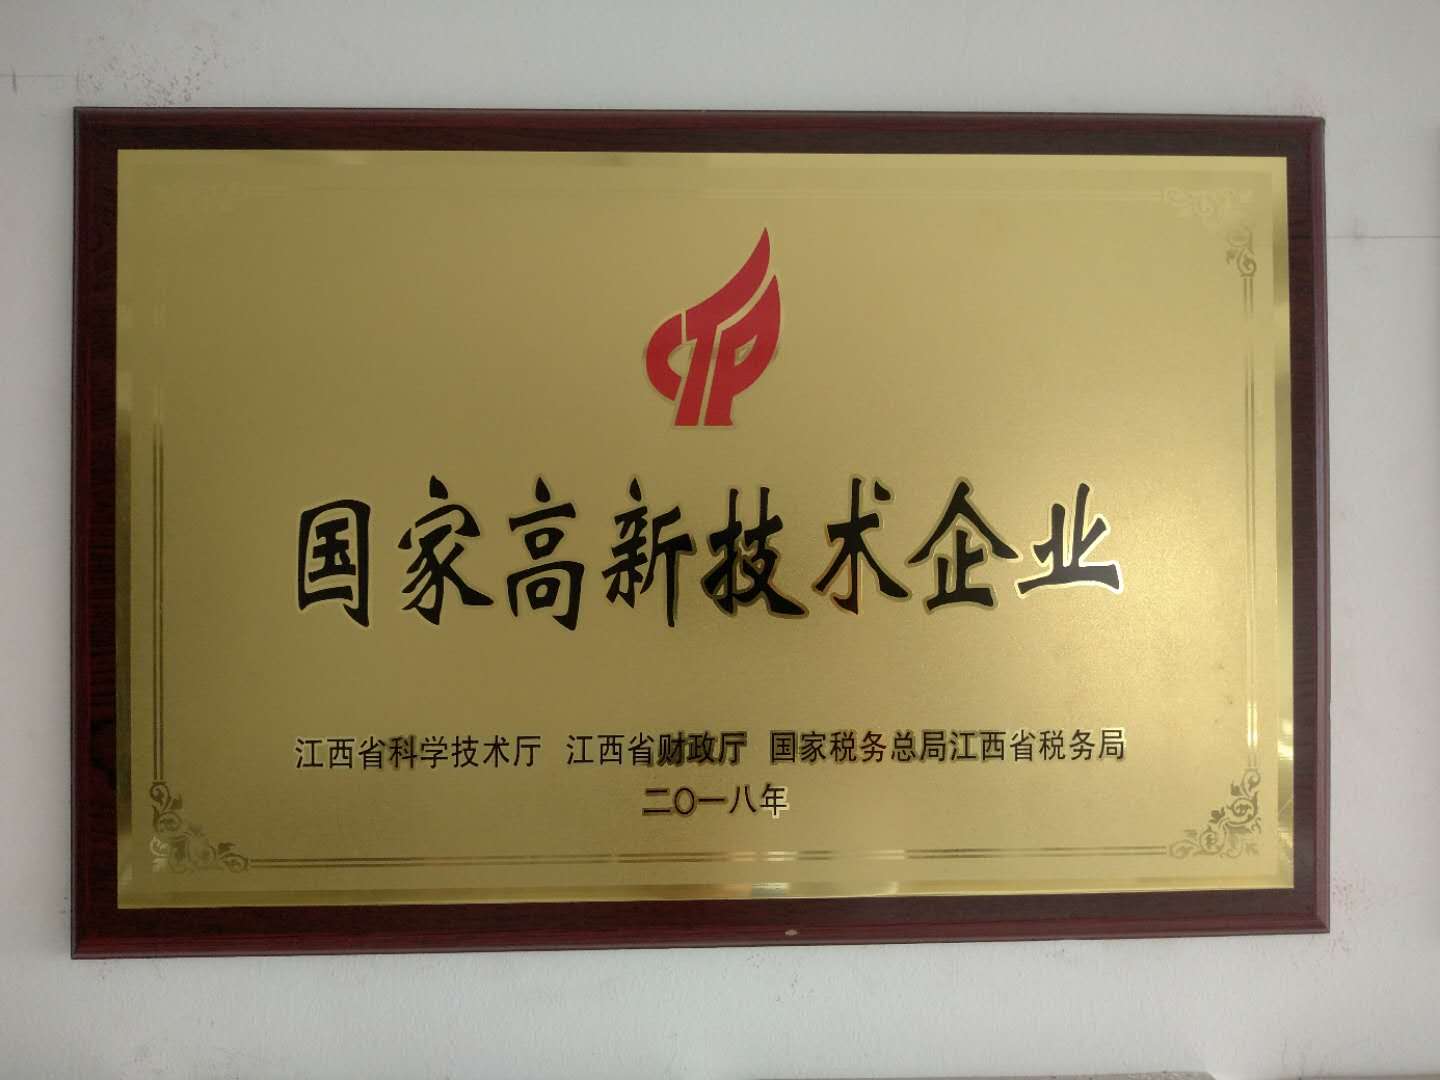 CTP
国家高新技术企业
江西省科学技术厅 江西省财政厅 国家税务总局江西省税务局
二〇一八年